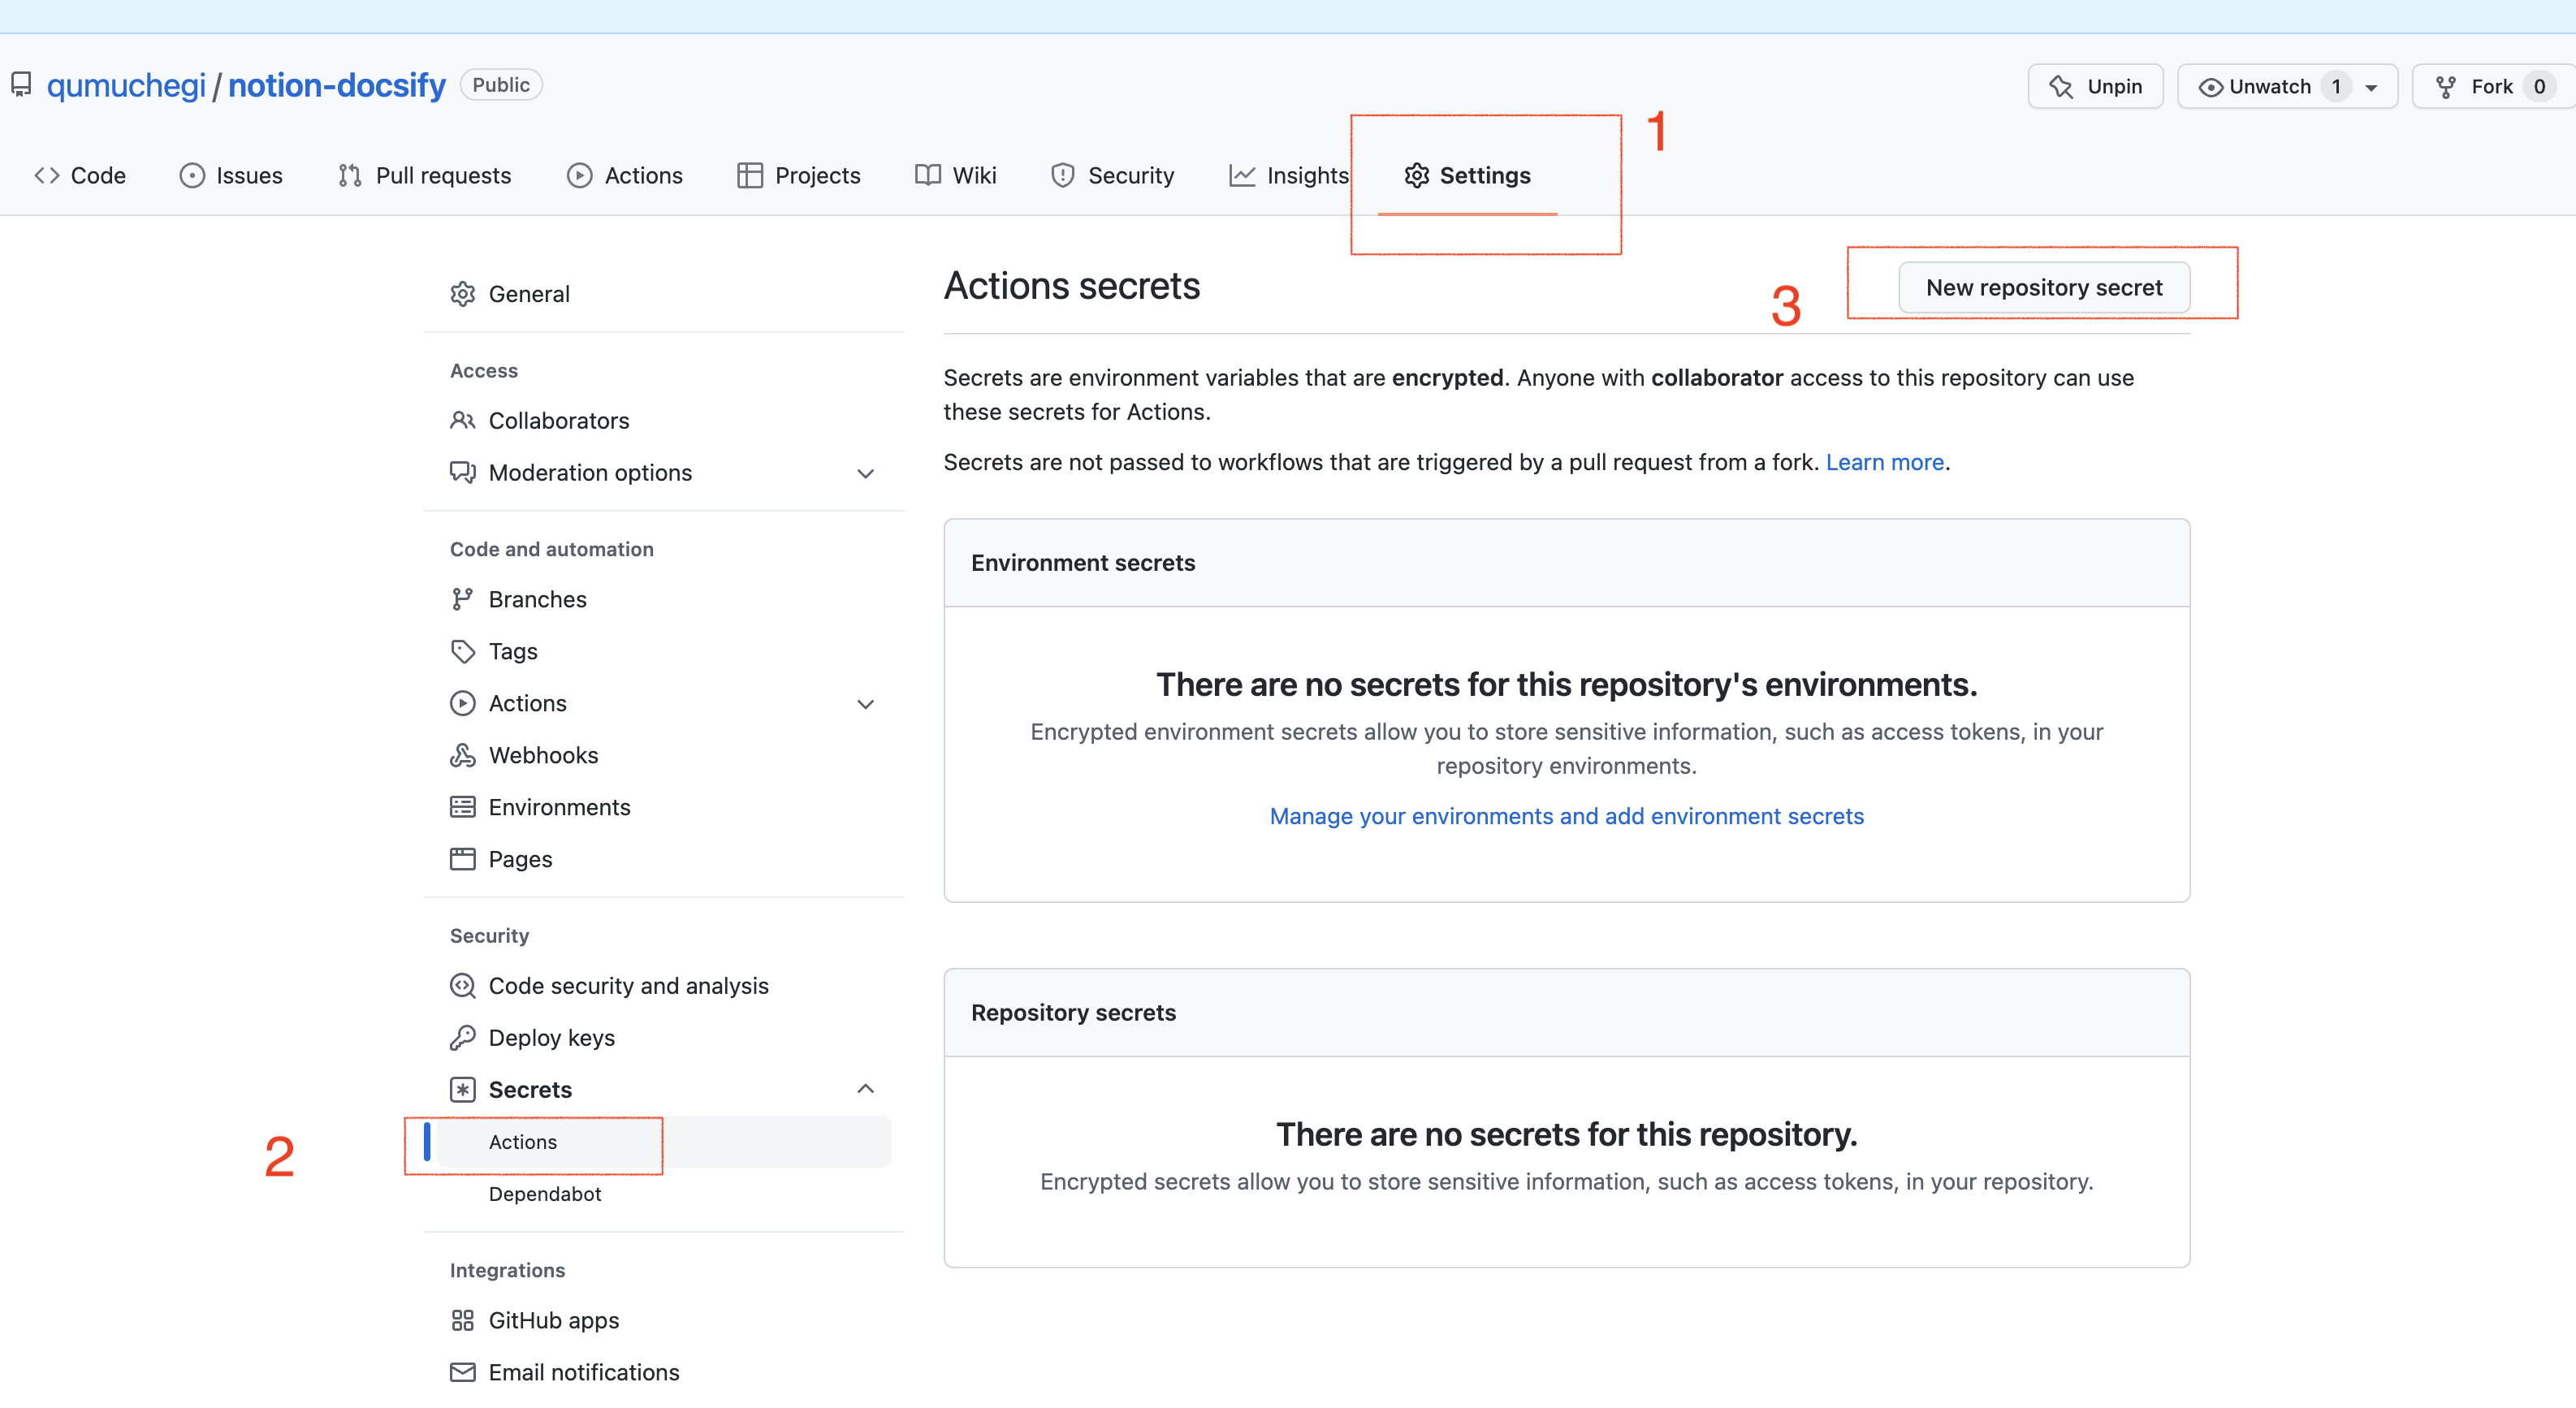 qumuchegi / notion-docsify Public
Unpin Unwatch 1 Fork 0
1
Code Issues Pull requests Actions Projects Wiki Security Insights Settings
General
Access
Collaborators
Moderation options
Code and automation
Branches
Tags
Actions
Webhooks
Environments
Pages
Security
Code security and analysis
Deploy keys
Secrets
2
Actions
Dependabot
Integrations
GitHub apps
Email notifications
Actions secrets
3
New repository secret
Secrets are environment variables that are encrypted. Anyone with collaborator access to this repository can use
these secrets for Actions.
Secrets are not passed to workflows that are triggered by a pull request from a fork. Learn more.
Environment secrets
There are no secrets for this repository's environments.
Encrypted environment secrets allow you to store sensitive information, such as access tokens, in your
repository environments.
Manage your environments and add environment secrets
Repository secrets
There are no secrets for this repository.
Encrypted secrets allow you to store sensitive information, such as access tokens, in your repository.